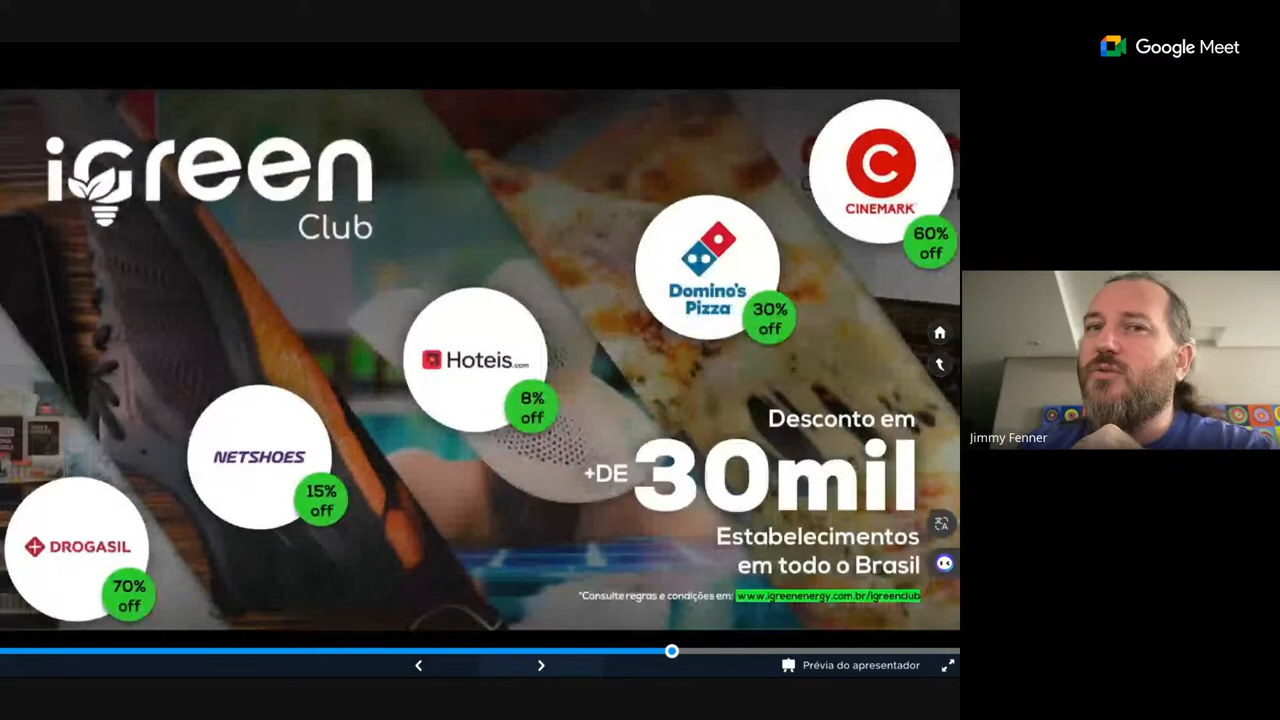 Google Meet
iGreen
Club
CINEMARK
60%
off
Domino's
Pizza
30%
off
Hoteis.com
8%
off
NETSHOES
15%
off
DROGASIL
70%
off
Desconto em
+DE 30mil
Estabelecimentos
em todo o Brasil
*Consulte regras e condições em: www.igreenenergy.com.br/igreenclub
Jimmy Fenner
Prévia do apresentador